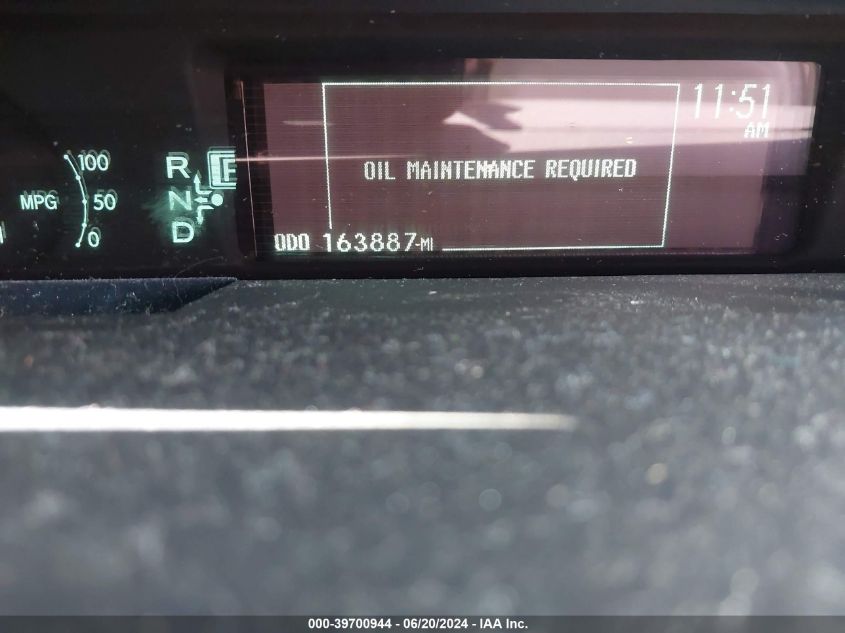 11:51
AM
100
MPG 50
0
R
N
D
P
OIL MAINTENANCE REQUIRED
ODO 163887-MI
000-39700944 / 06/20/2024 - IAA Inc.